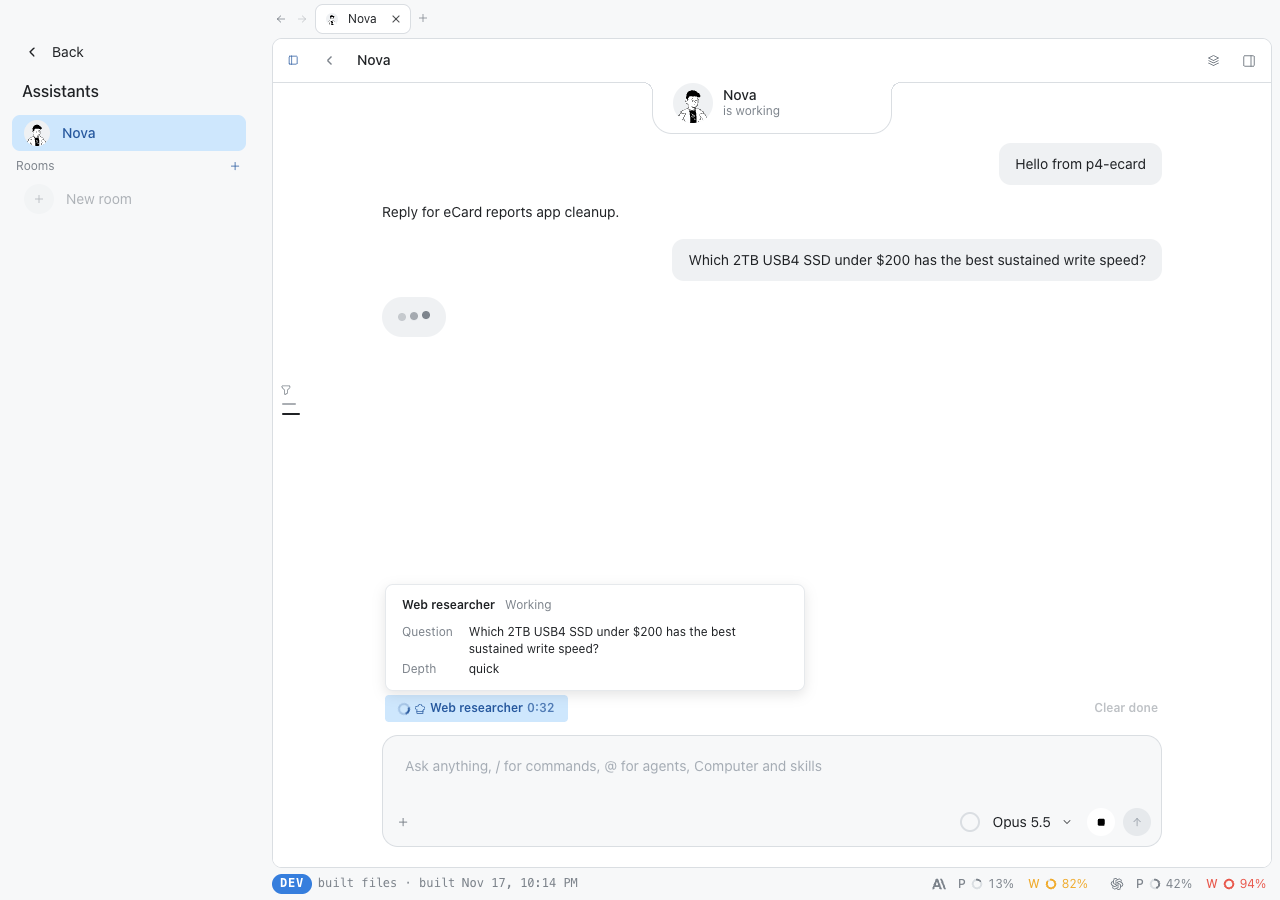 Nova
Back
Assistants
Nova
Rooms
New room
Nova
Nova
is working
Hello from p4-ecard
Reply for eCard reports app cleanup.
Which 2TB USB4 SSD under $200 has the best sustained write speed?
Web researcher Working
Question Which 2TB USB4 SSD under $200 has the best
sustained write speed?
Depth quick
Web researcher 0:32
Clear done
Ask anything, / for commands, @ for agents, Computer and skills
Opus 5.5
DEV built files · built Nov 17, 10:14 PM
P 13% W 82% P 42% W 94%